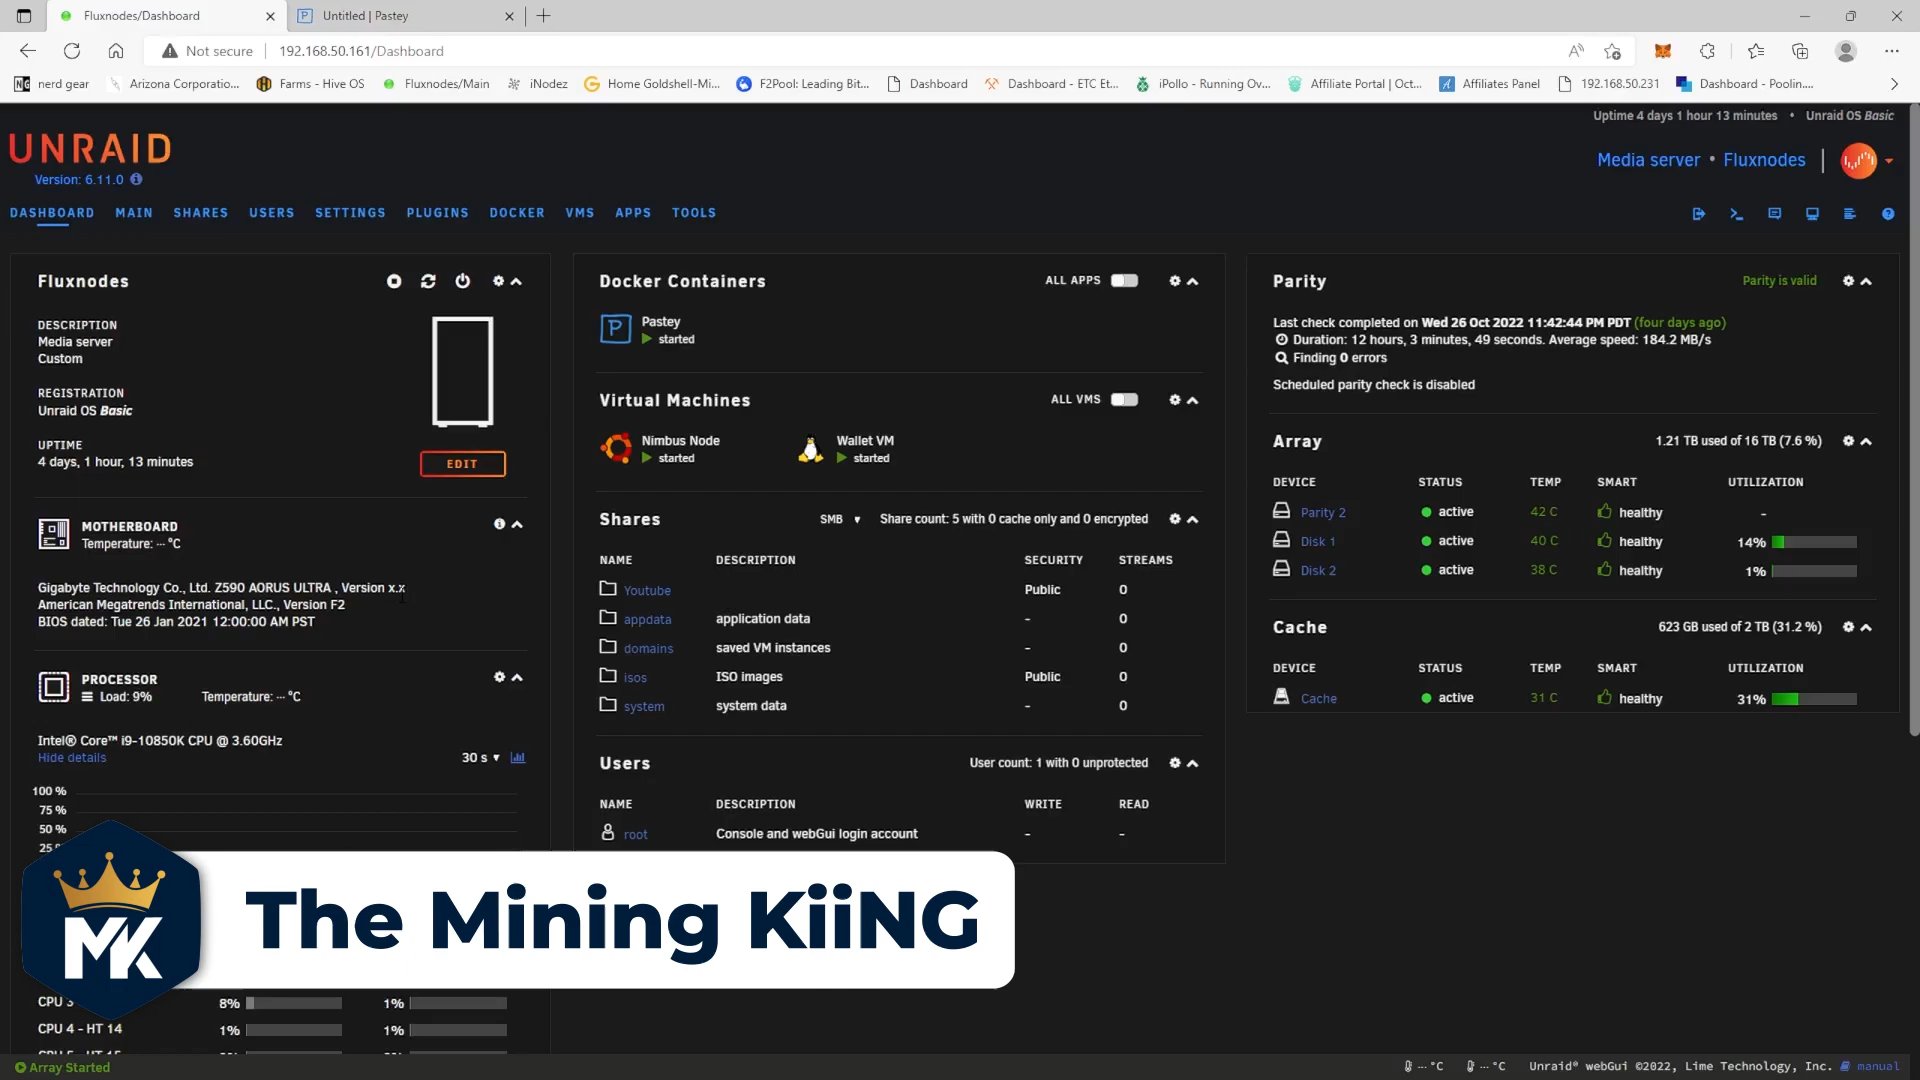 Fluxnodes/Dashboard
Untitled | Pastey
Not secure
192.168.50.161/Dashboard
nerd gear
Arizona Corporatio...
Farms - Hive OS
Fluxnodes/Main
iNodez
Home Goldshell-Mi...
F2Pool: Leading Bit...
Dashboard
Dashboard - ETC Et...
iPollo - Running Ov...
Affiliate Portal | Oct...
Affiliates Panel
192.168.50.231
Dashboard - Poolin....
Uptime 4 days 1 hour 13 minutes • Unraid OS Basic
UNRAID
Version: 6.11.0
Media server • Fluxnodes
DASHBOARD MAIN SHARES USERS SETTINGS PLUGINS DOCKER VMS APPS TOOLS
Fluxnodes
DESCRIPTION
Media server
Custom
REGISTRATION
Unraid OS Basic
UPTIME
4 days, 1 hour, 13 minutes
EDIT
MOTHERBOARD
Temperature: -- °C
Gigabyte Technology Co., Ltd. Z590 AORUS ULTRA , Version x.x
American Megatrends International, LLC., Version F2
BIOS dated: Tue 26 Jan 2021 12:00:00 AM PST
PROCESSOR
Load: 9% Temperature: -- °C
Intel® Core™ i9-10850K CPU @ 3.60GHz
Hide details
30 s
100 %
75 %
50 %
CPU 3
8% 1%
CPU 4 - HT 14 1% 1%
Docker Containers
ALL APPS
Pastey
started
Virtual Machines
ALL VMS
Nimbus Node
started
Wallet VM
started
Shares
SMB
Share count: 5 with 0 cache only and 0 encrypted
NAME DESCRIPTION SECURITY STREAMS
Youtube Public 0
appdata application data - 0
domains saved VM instances - 0
isos ISO images Public 0
system system data - 0
Users
User count: 1 with 0 unprotected
NAME DESCRIPTION WRITE READ
root Console and webGui login account - -
Parity
Parity is valid
Last check completed on Wed 26 Oct 2022 11:42:44 PM PDT (four days ago)
Duration: 12 hours, 3 minutes, 49 seconds. Average speed: 184.2 MB/s
Finding 0 errors
Scheduled parity check is disabled
Array
1.21 TB used of 16 TB (7.6 %)
DEVICE STATUS TEMP SMART UTILIZATION
Parity 2 active 42 C healthy -
Disk 1 active 40 C healthy 14%
Disk 2 active 38 C healthy 1%
Cache
623 GB used of 2 TB (31.2 %)
DEVICE STATUS TEMP SMART UTILIZATION
Cache active 31 C healthy 31%
MK
The Mining KiiNG
Array Started
-- °C -- °C Unraid® webGui ©2022, Lime Technology, Inc. manual